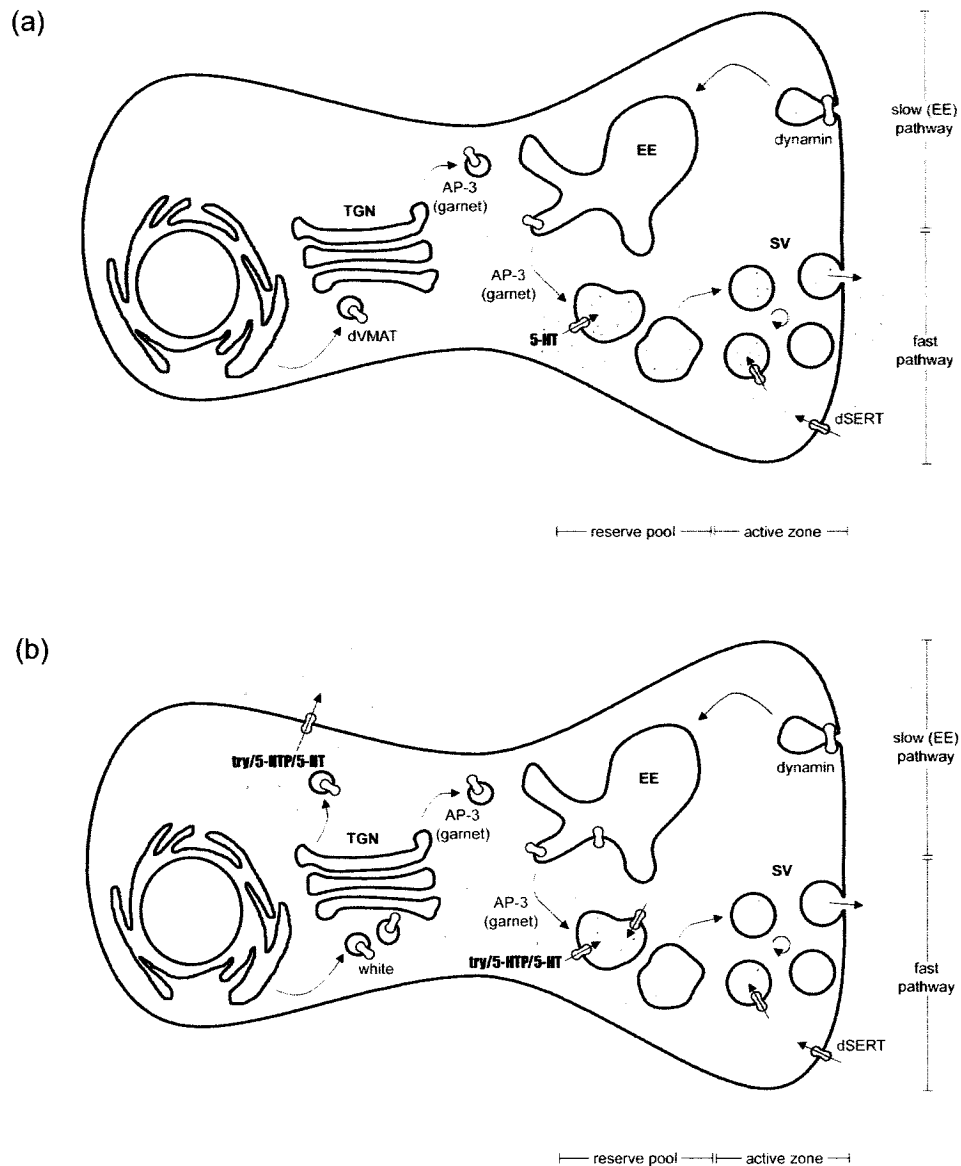 (a)
slow (EE)
pathway
dynamin
EE
AP-3
(garnet)
TGN
SV
AP-3
(garnet)
dVMAT
5-HT
fast
pathway
dSERT
reserve pool
active zone
(b)
try/5-HTP/5-HT
slow (EE)
pathway
dynamin
EE
AP-3
(garnet)
TGN
SV
AP-3
(garnet)
white
try/5-HTP/5-HT
fast
pathway
dSERT
reserve pool
active zone